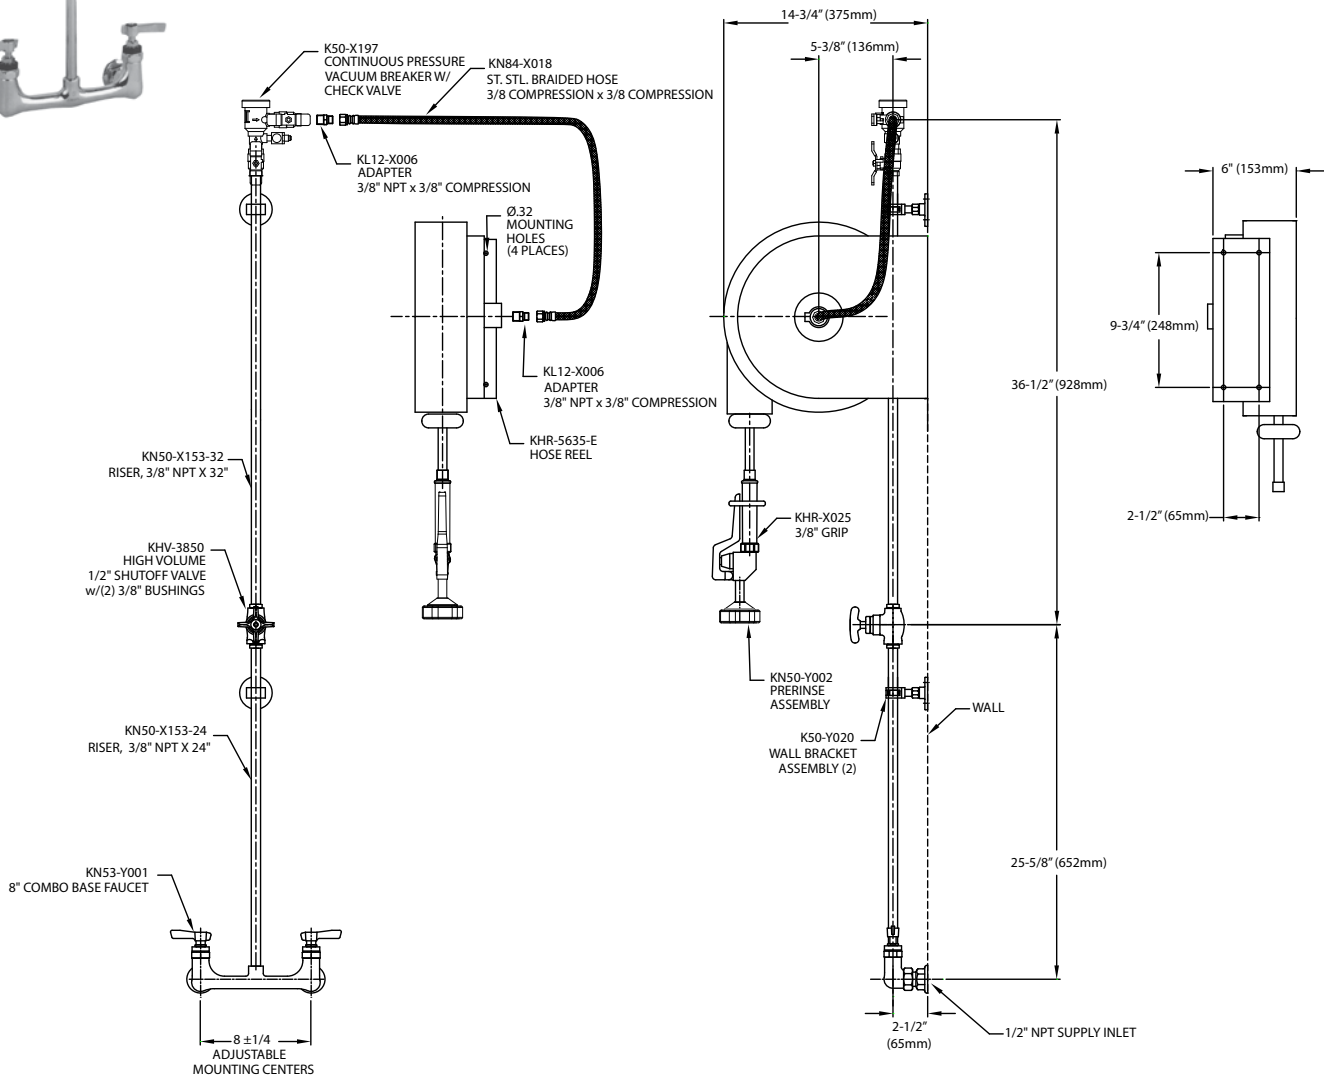 14-3/4” (375mm)
5-3/8” (136mm)
K50-X197
CONTINUOUS PRESSURE
VACUUM BREAKER W/
CHECK VALVE
KN84-X018
ST. STL. BRAIDED HOSE
3/8 COMPRESSION x 3/8 COMPRESSION
KL12-X006
ADAPTER
3/8" NPT x 3/8" COMPRESSION
6" (153mm)
Ø.32
MOUNTING
HOLES
(4 PLACES)
9-3/4” (248mm)
KL12-X006
ADAPTER
3/8" NPT x 3/8" COMPRESSION
36-1/2” (928mm)
KHR-5635-E
HOSE REEL
KN50-X153-32
RISER, 3/8" NPT X 32"
2-1/2” (65mm)
KHR-X025
3/8" GRIP
KHV-3850
HIGH VOLUME
1/2" SHUTOFF VALVE
w/(2) 3/8" BUSHINGS
KN50-Y002
PRERINSE
ASSEMBLY
WALL
KN50-X153-24
RISER, 3/8" NPT X 24"
K50-Y020
WALL BRACKET
ASSEMBLY (2)
25-5/8” (652mm)
KN53-Y001
8" COMBO BASE FAUCET
2-1/2”
(65mm)
1/2" NPT SUPPLY INLET
8 ±1/4
ADJUSTABLE
MOUNTING CENTERS